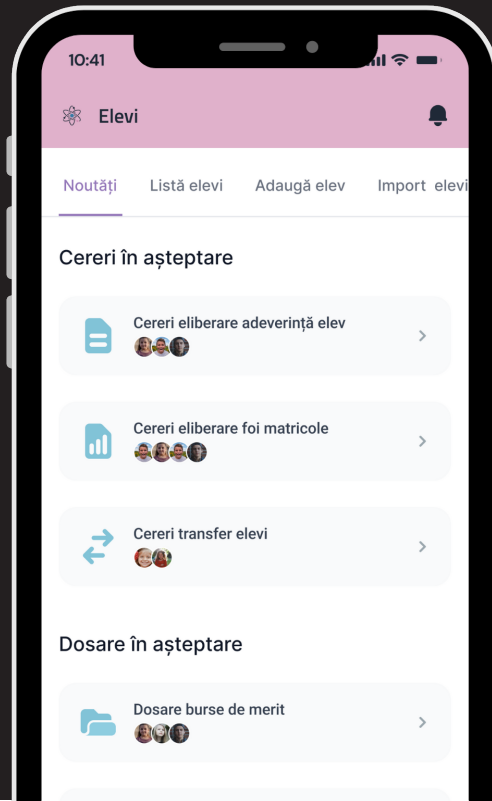 10:41
Elevi
Noutăți Listă elevi Adaugă elev Import elevi
Cereri în așteptare
Cereri eliberare adeverință elev
Cereri eliberare foi matricole
Cereri transfer elevi
Dosare în așteptare
Dosare burse de merit